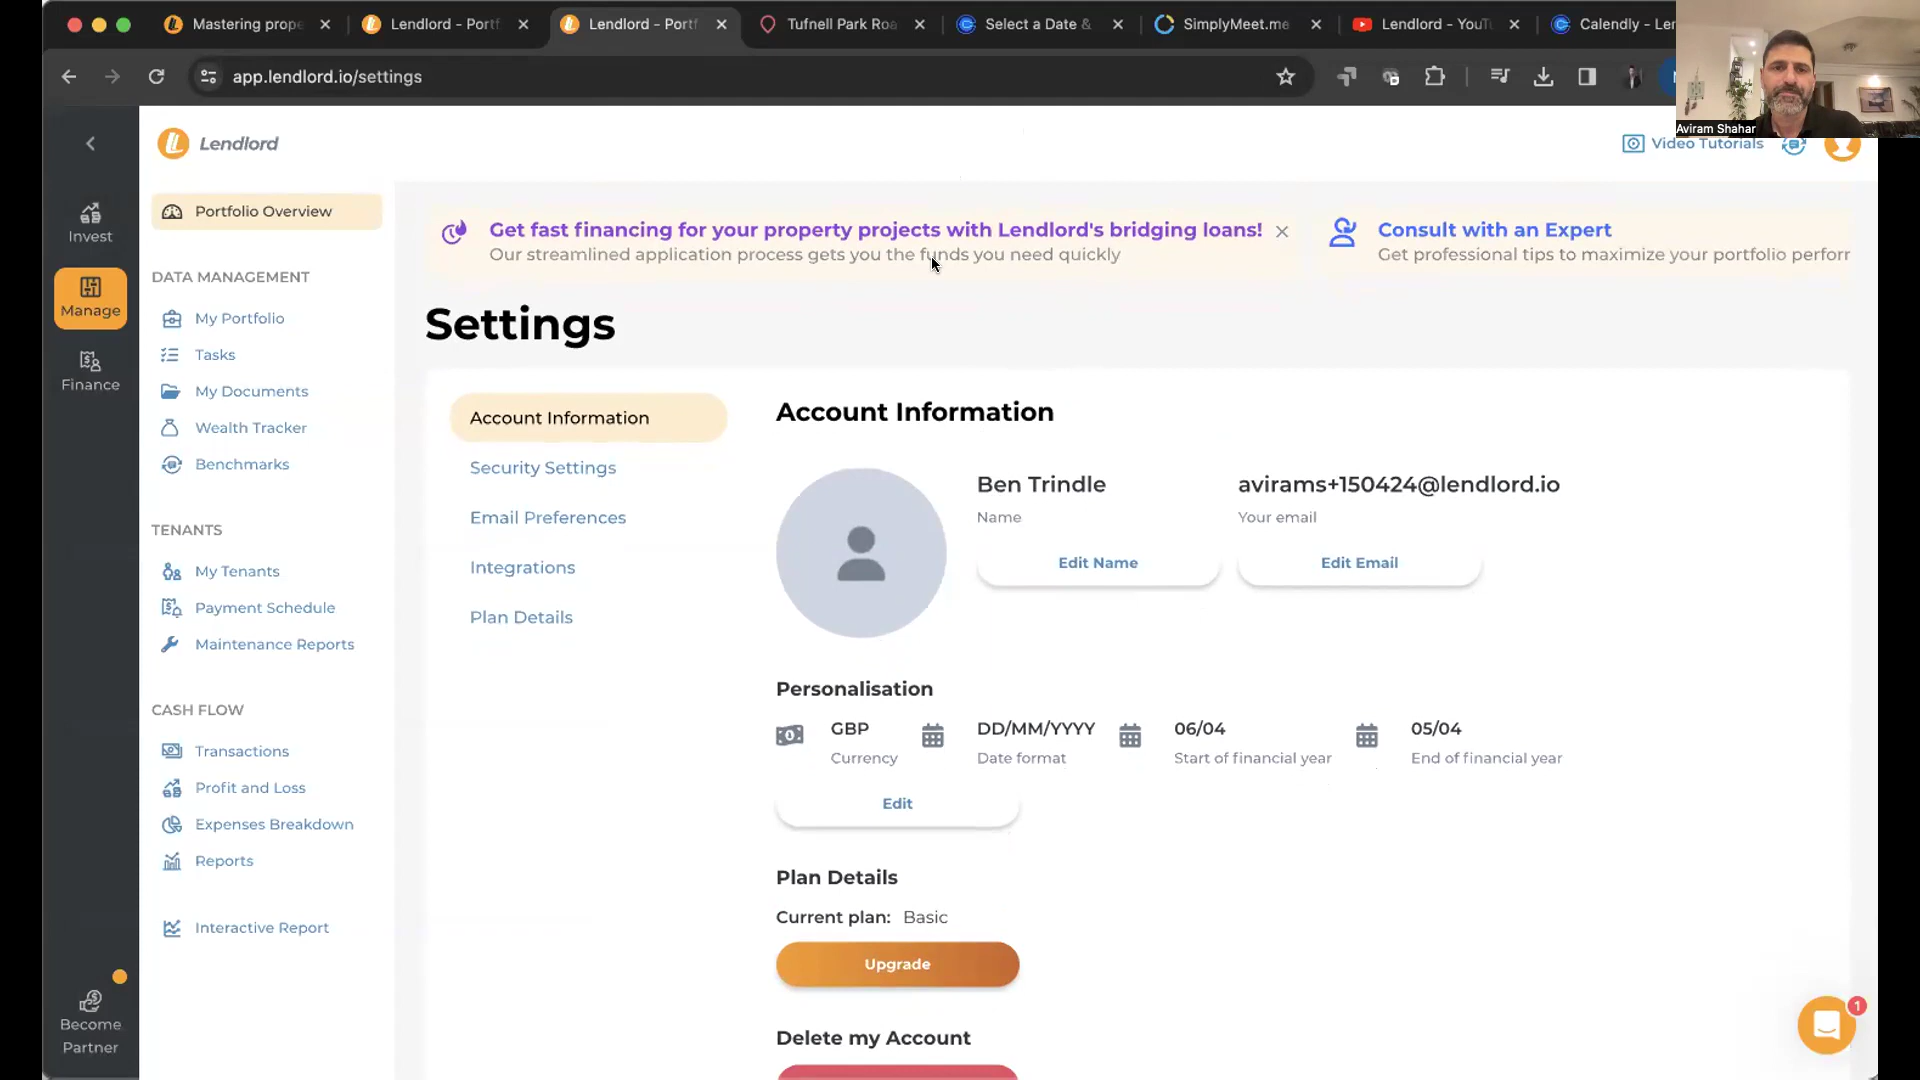 Mastering prope
Lendlord - Portf
Lendlord - Portf
Tufnell Park Roa
Select a Date &
SimplyMeet.me
Lendlord - YouTu
Calendly - Len
app.lendlord.io/settings
Aviram Shahar
Lendlord
Video Tutorials
Invest
Manage
Finance
Become
Partner
Portfolio Overview
DATA MANAGEMENT
My Portfolio
Tasks
My Documents
Wealth Tracker
Benchmarks
TENANTS
My Tenants
Payment Schedule
Maintenance Reports
CASH FLOW
Transactions
Profit and Loss
Expenses Breakdown
Reports
Interactive Report
Get fast financing for your property projects with Lendlord's bridging loans!
Our streamlined application process gets you the funds you need quickly
Consult with an Expert
Get professional tips to maximize your portfolio perforr
Settings
Account Information
Security Settings
Email Preferences
Integrations
Plan Details
Account Information
Ben Trindle
Name
Edit Name
avirams+150424@lendlord.io
Your email
Edit Email
Personalisation
GBP
Currency
DD/MM/YYYY
Date format
06/04
Start of financial year
05/04
End of financial year
Edit
Plan Details
Current plan: Basic
Upgrade
Delete my Account
1